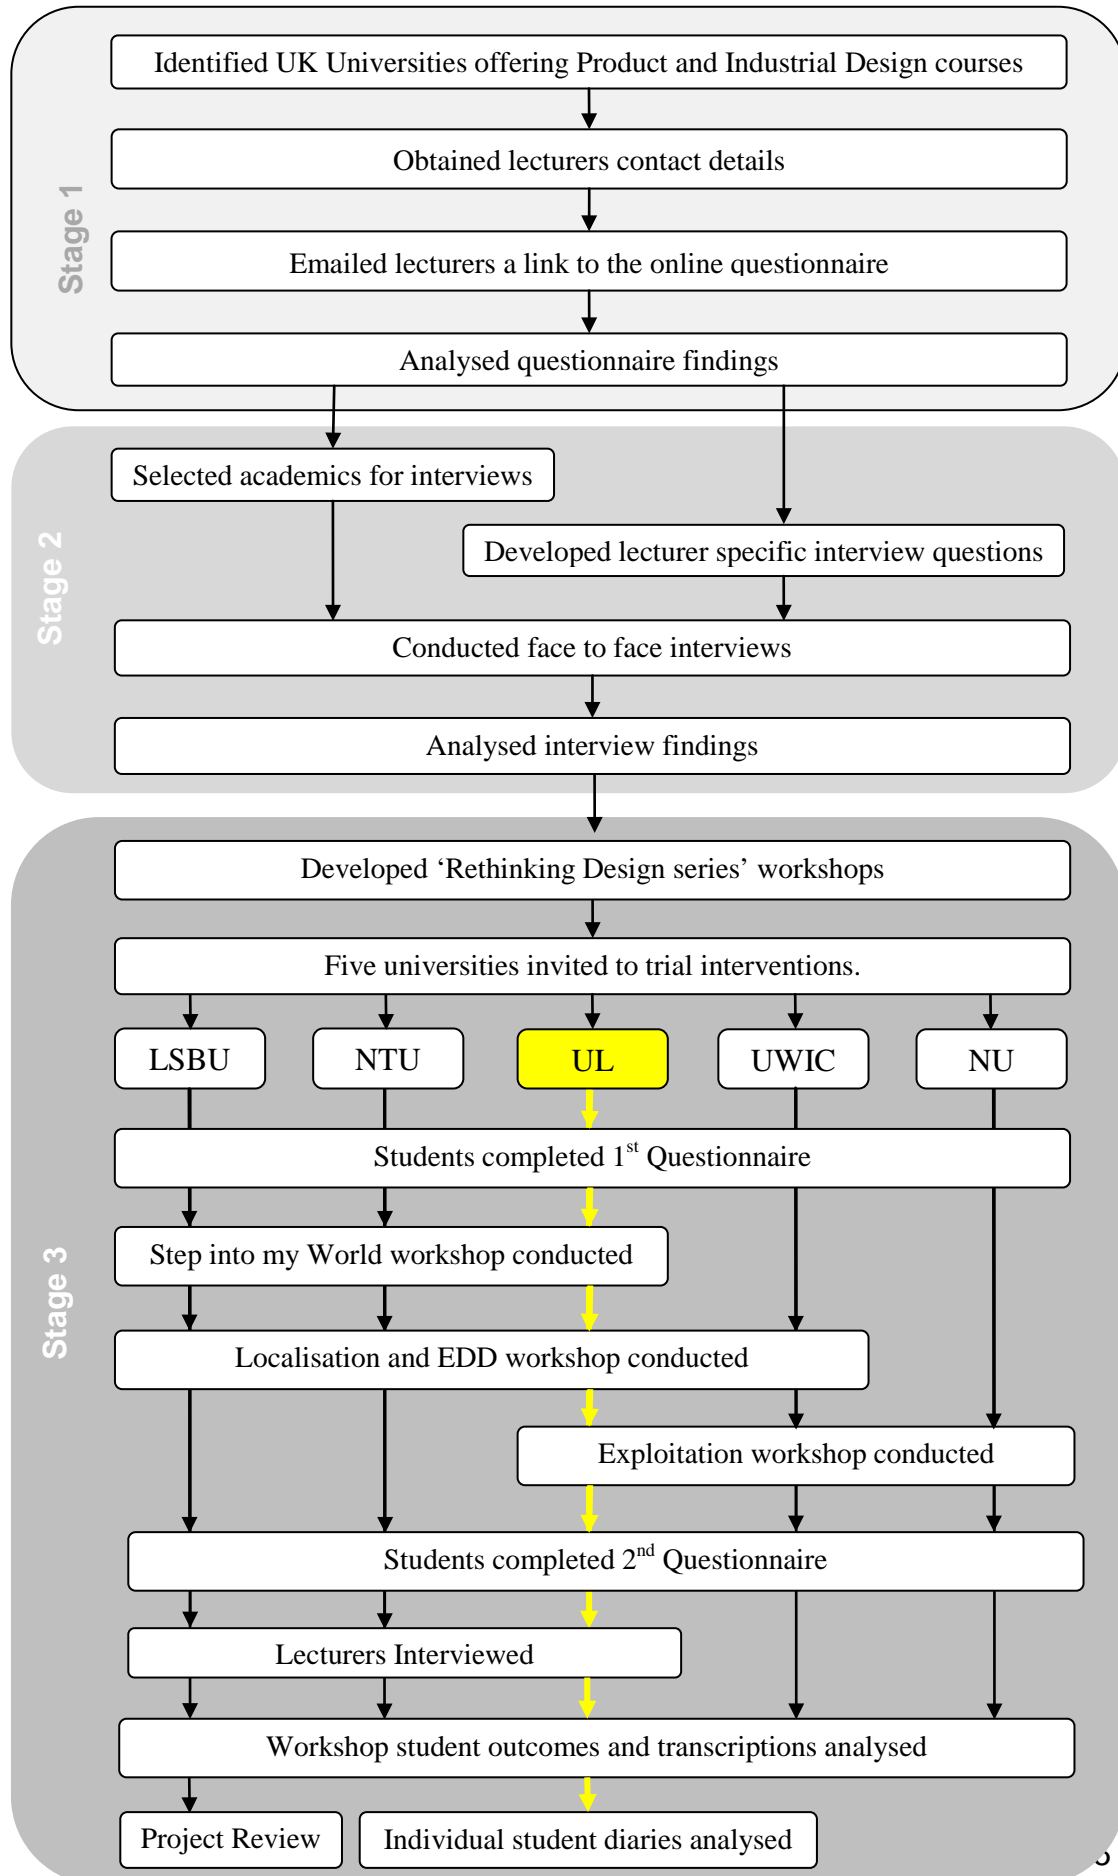 Stage 1
Identified UK Universities offering Product and Industrial Design courses
Obtained lecturers contact details
Emailed lecturers a link to the online questionnaire
Analysed questionnaire findings
Stage 2
Selected academics for interviews
Developed lecturer specific interview questions
Conducted face to face interviews
Analysed interview findings
Stage 3
Developed ‘Rethinking Design series’ workshops
Five universities invited to trial interventions.
LSBU
NTU
UL
UWIC
NU
Students completed 1st Questionnaire
Step into my World workshop conducted
Localisation and EDD workshop conducted
Exploitation workshop conducted
Students completed 2nd Questionnaire
Lecturers Interviewed
Workshop student outcomes and transcriptions analysed
Project Review
Individual student diaries analysed